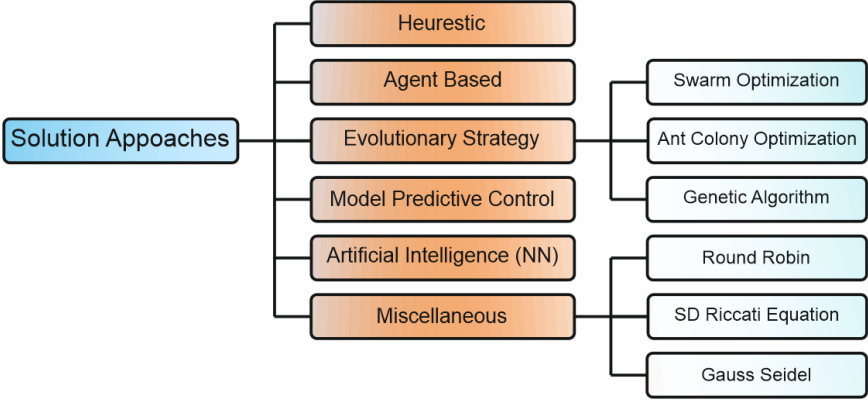 Solution Appoaches
Heurestic
Agent Based
Evolutionary Strategy
Model Predictive Control
Artificial Intelligence (NN)
Miscellaneous
Swarm Optimization
Ant Colony Optimization
Genetic Algorithm
Round Robin
SD Riccati Equation
Gauss Seidel